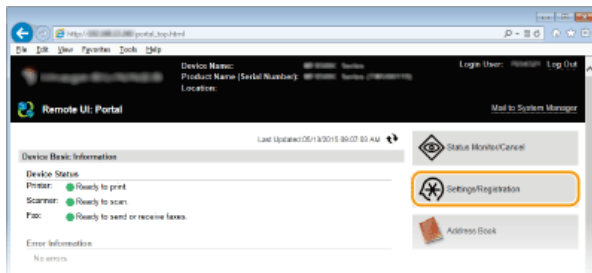 http://
portal_top.html
File Edit View Favorites Tools Help
Device Name: Series
Product Name (Serial Number): Series
Location:
Login User: Log Out
Remote UI: Portal
Mail to System Manager
Last Updated:05/13/2015 09:07:03 AM
Device Basic Information
Device Status
Printer: Ready to print.
Scanner: Ready to scan.
Fax: Ready to send or receive faxes.
Error Information
No errors.
Status Monitor/Cancel
Settings/Registration
Address Book